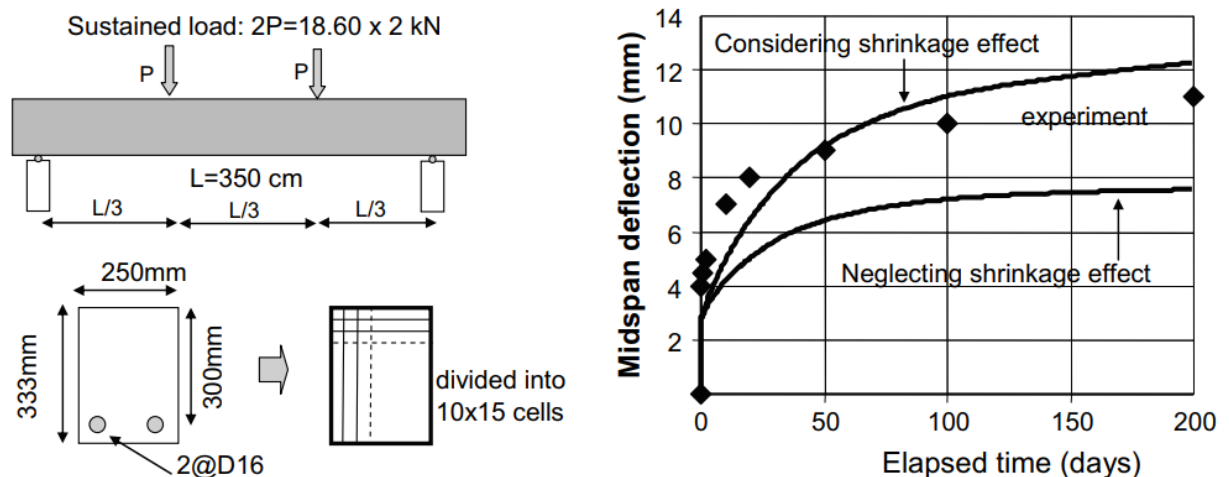 Sustained load: 2P=18.60 x 2 kN
P
P
L=350 cm
L/3
L/3
L/3
250mm
333mm
300mm
2@D16
divided into
10x15 cells
Midspan deflection (mm)
14
12
10
8
6
4
2
Considering shrinkage effect
experiment
Neglecting shrinkage effect
0
50
100
150
200
Elapsed time (days)